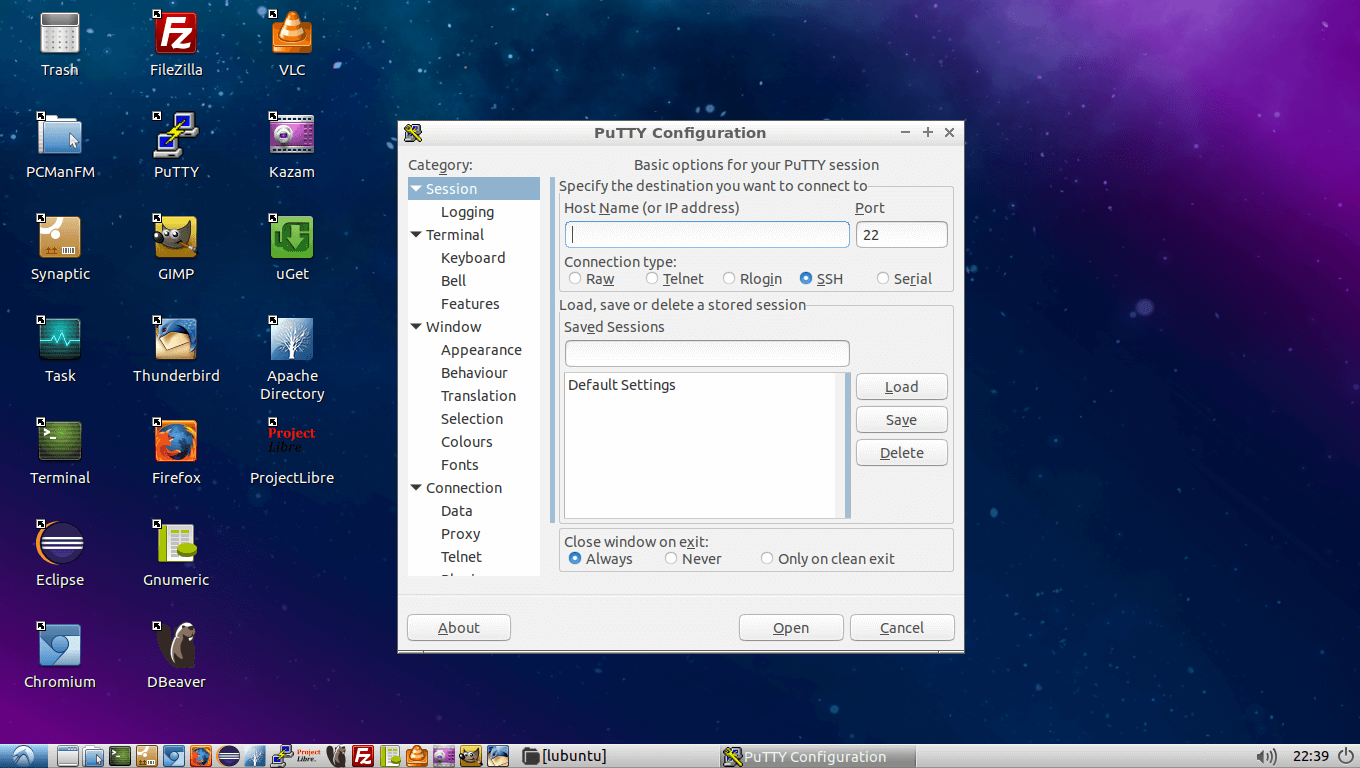 Trash
FileZilla
VLC
PCManFM
PuTTY
Kazam
Synaptic
GIMP
uGet
Task
Thunderbird
Apache
Directory
Terminal
Firefox
Project
Libre
ProjectLibre
Eclipse
Gnumeric
Chromium
DBeaver
PuTTY Configuration
Category:
Session
Logging
Terminal
Keyboard
Bell
Features
Window
Appearance
Behaviour
Translation
Selection
Colours
Fonts
Connection
Data
Proxy
Telnet
Basic options for your PuTTY session
Specify the destination you want to connect to
Host Name (or IP address) Port
22
Connection type:
Raw Telnet Rlogin SSH Serial
Load, save or delete a stored session
Saved Sessions
Default Settings
Load
Save
Delete
Close window on exit:
Always Never Only on clean exit
About Open Cancel
Project
Libre.
Fz
[lubuntu]
PuTTY Configuration
22:39